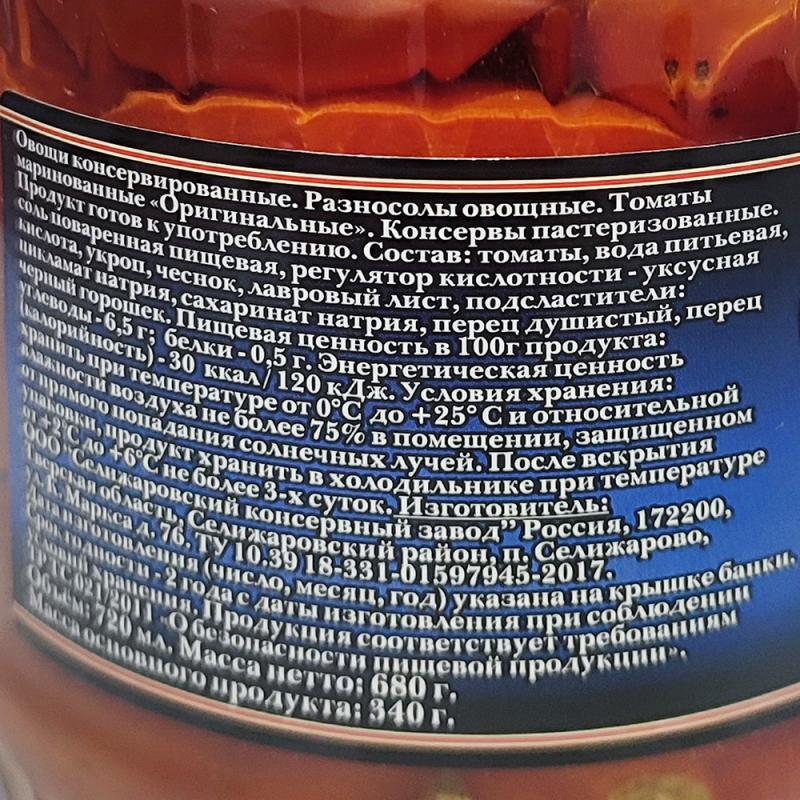 Овощи консервированные. Разносолы овощные. Томаты
маринованные «Оригинальные». Консервы пастеризованные.
Продукт готов к употреблению. Состав: томаты, вода питьевая,
соль поваренная пищевая, регулятор кислотности - уксусная
кислота, укроп, чеснок, лавровый лист, подсластители:
цикламат натрия, сахаринат натрия, перец душистый, перец
черный горошек. Пищевая ценность в 100г продукта:
углеводы - 6,5 г; белки - 0,5 г. Энергетическая ценность
(калорийность) - 30 ккал/ 120 кДж. Условия хранения:
хранить при температуре от 0°С до +25° С и относительной
влажности воздуха не более 75% в помещении, защищенном
от прямого попадания солнечных лучей. После вскрытия
упаковки, продукт хранить в холодильнике при температуре
от +2°С до +6°С не более 3-х суток. Изготовитель:
ООО "Селижаровский консервный завод" Россия, 172200,
Тверская область, Селижаровский район, п. Селижарово,
ул. К. Маркса д. 76. ТУ 10.39 18-331-01597945-2017.
Дата изготовления (число, месяц, год) указана на крышке банки.
Срок годности - 2 года с даты изготовления при соблюдении
условий хранения. Продукция соответствует требованиям
ТР ТС 021/2011 «Обезопасности пищевой продукции».
Объем: 720 мл. Масса нетто: 680 г.
Масса основного продукта: 340 г.